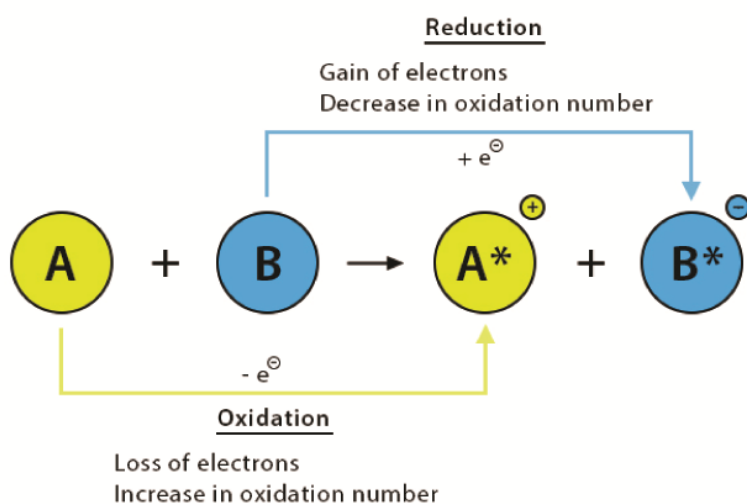 Reduction
Gain of electrons
Decrease in oxidation number
+ e⊖
A + B → A*⊕ + B*⊖
- e⊖
Oxidation
Loss of electrons
Increase in oxidation number